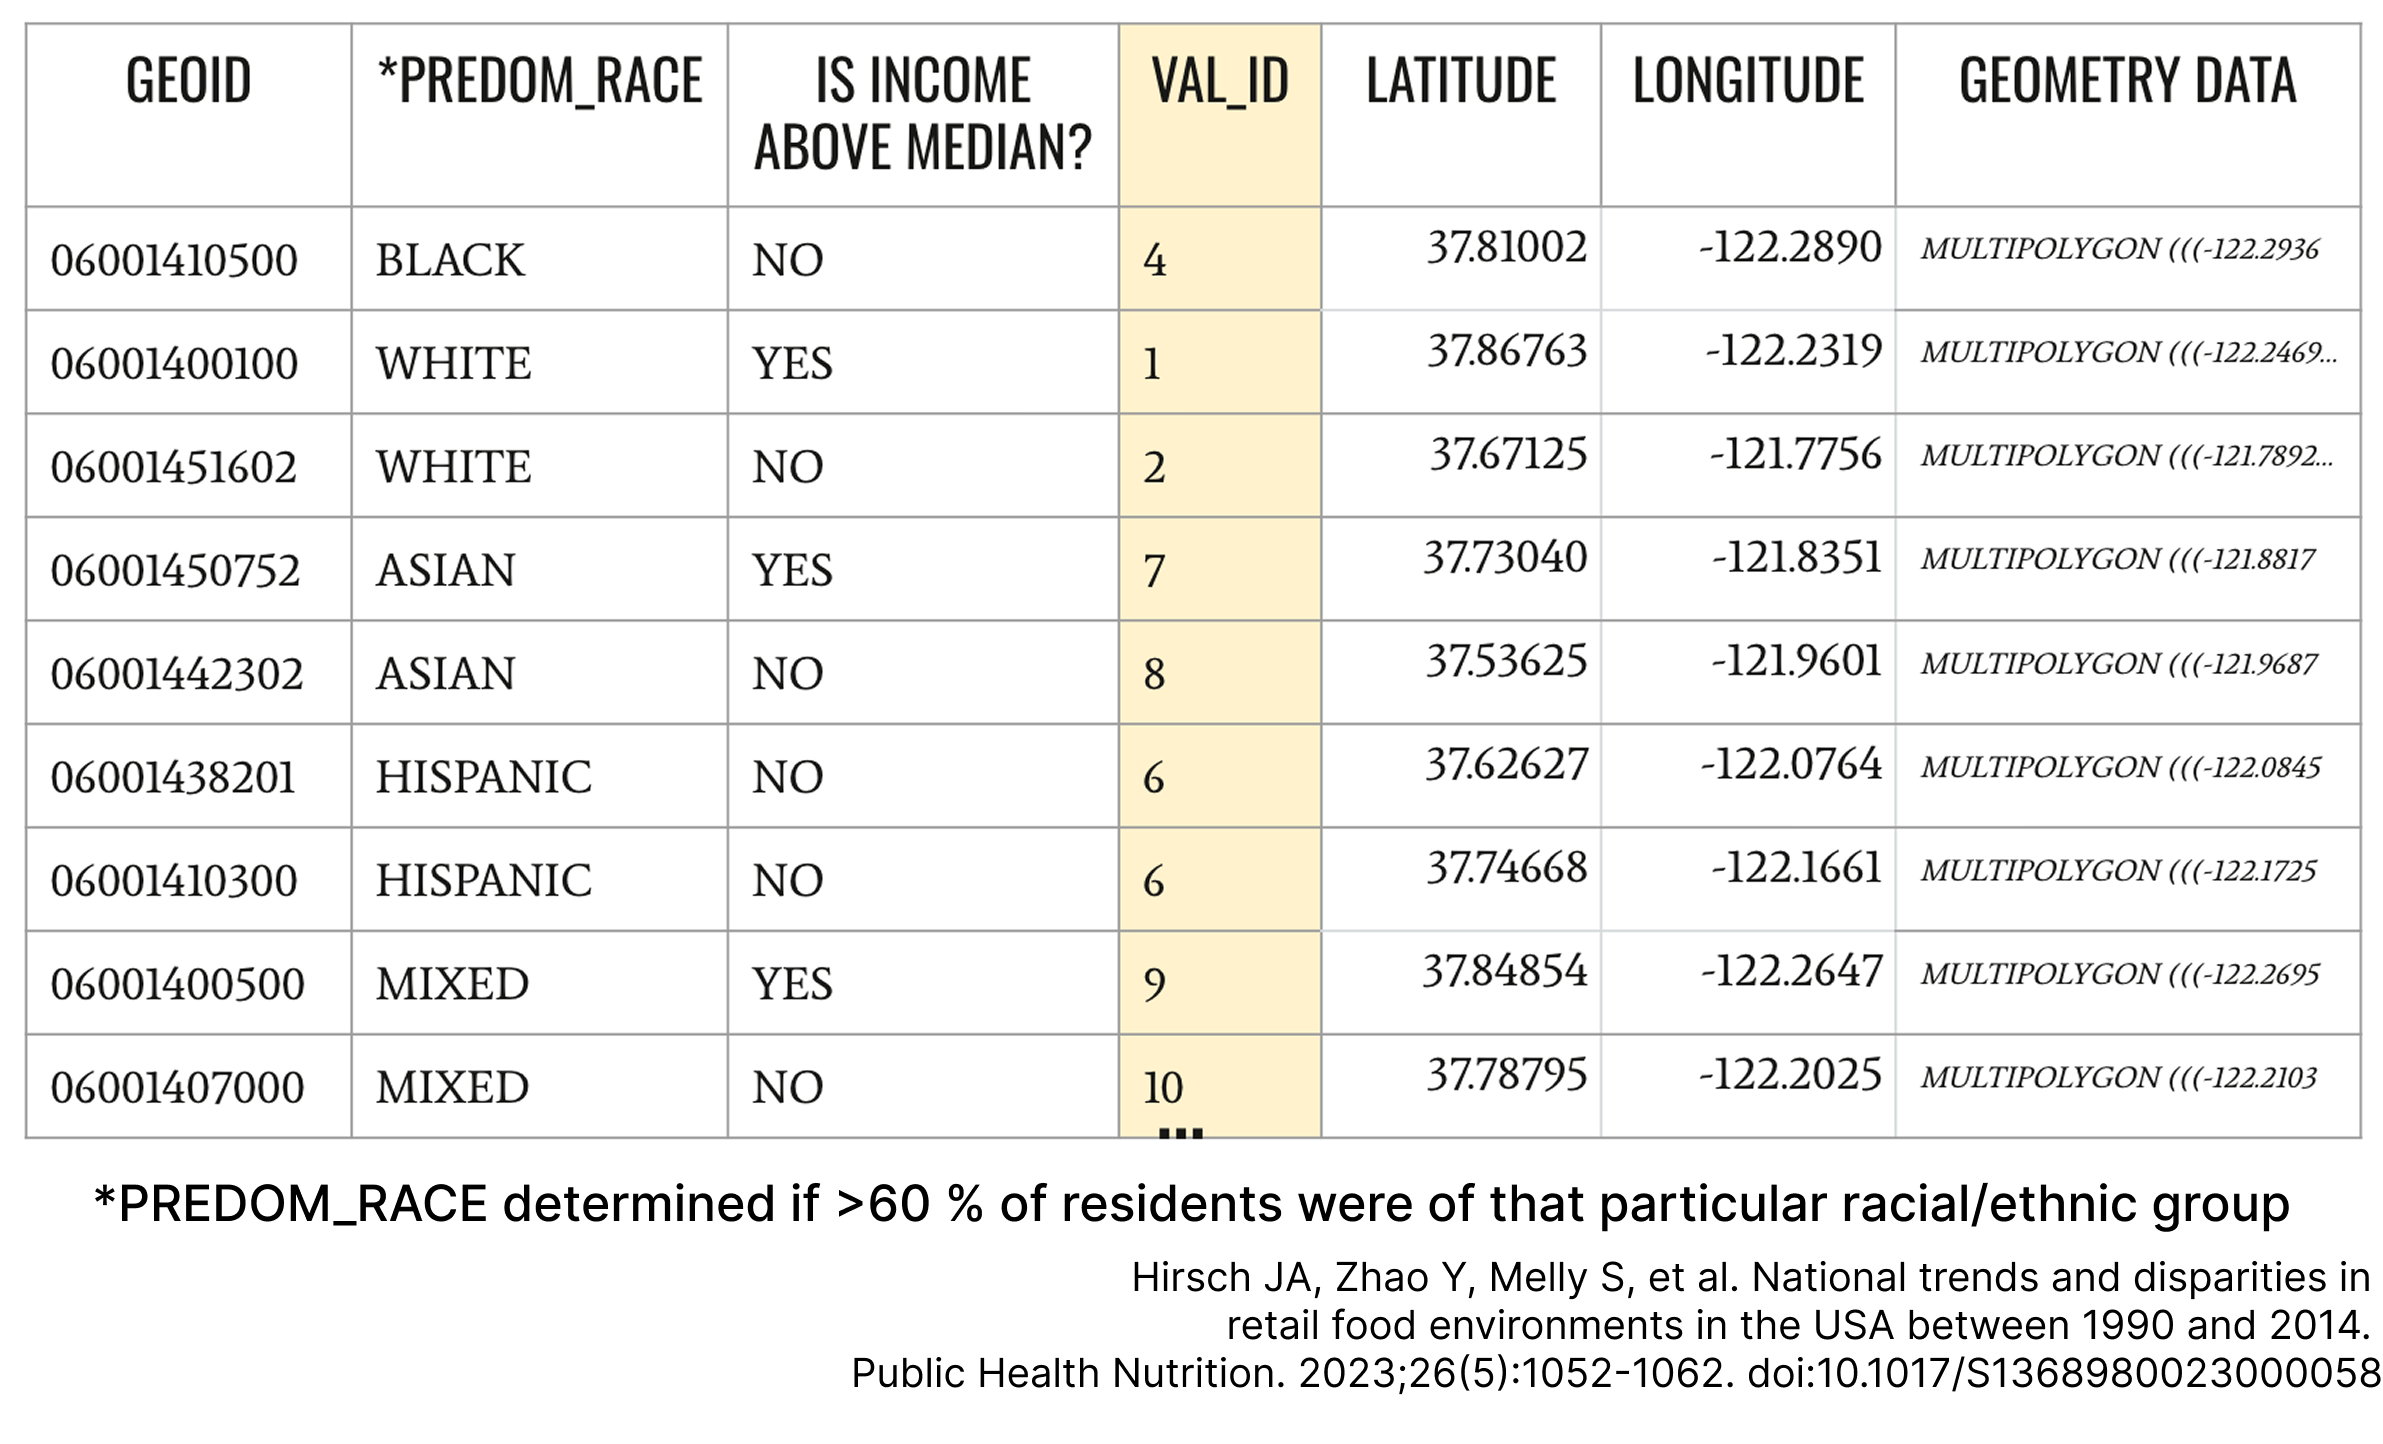 GEOID *PREDOM_RACE IS INCOME ABOVE MEDIAN? VAL_ID LATITUDE LONGITUDE GEOMETRY DATA
06001410500 BLACK NO 4 37.81002 -122.2890 MULTIPOLYGON (((-122.2936
06001400100 WHITE YES 1 37.86763 -122.2319 MULTIPOLYGON (((-122.2469...
06001451602 WHITE NO 2 37.67125 -121.7756 MULTIPOLYGON (((-121.7892...
06001450752 ASIAN YES 7 37.73040 -121.8351 MULTIPOLYGON (((-121.8817
06001442302 ASIAN NO 8 37.53625 -121.9601 MULTIPOLYGON (((-121.9687
06001438201 HISPANIC NO 6 37.62627 -122.0764 MULTIPOLYGON (((-122.0845
06001410300 HISPANIC NO 6 37.74668 -122.1661 MULTIPOLYGON (((-122.1725
06001400500 MIXED YES 9 37.84854 -122.2647 MULTIPOLYGON (((-122.2695
06001407000 MIXED NO 10 37.78795 -122.2025 MULTIPOLYGON (((-122.2103
...
*PREDOM_RACE determined if >60 % of residents were of that particular racial/ethnic group
Hirsch JA, Zhao Y, Melly S, et al. National trends and disparities in
retail food environments in the USA between 1990 and 2014.
Public Health Nutrition. 2023;26(5):1052-1062. doi:10.1017/S1368980023000058